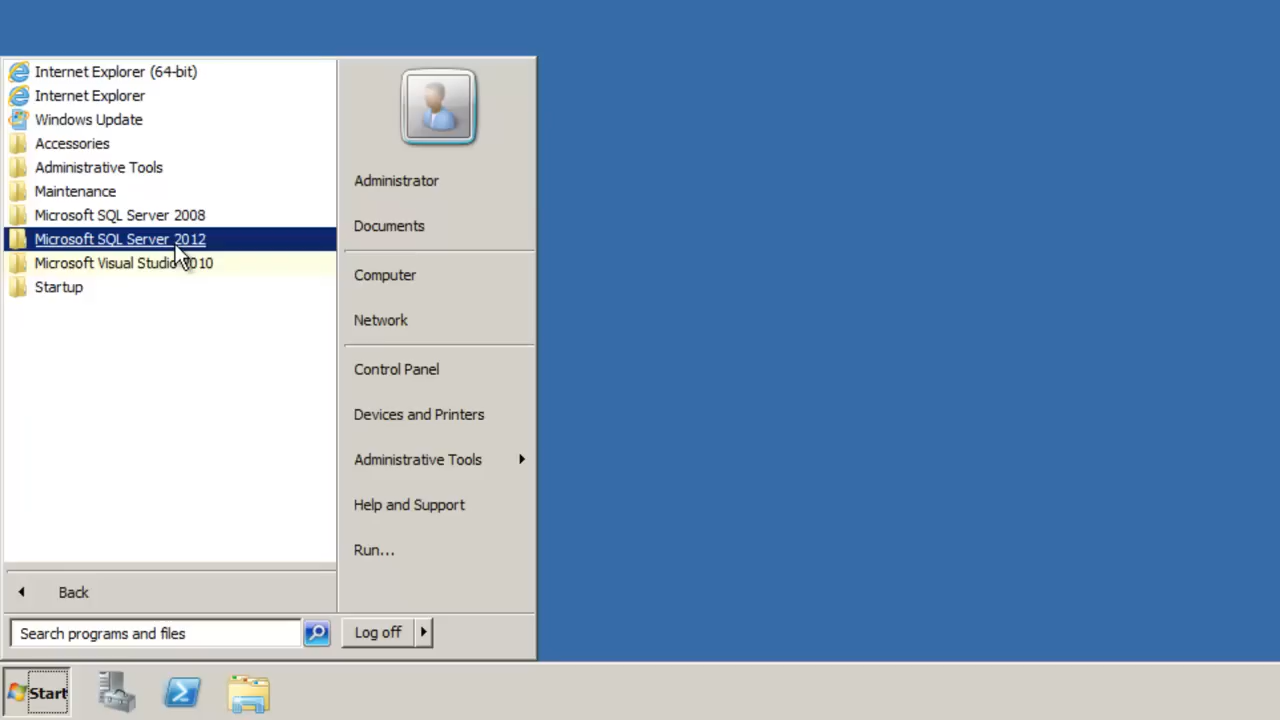 Internet Explorer (64-bit)
Internet Explorer
Windows Update
Accessories
Administrative Tools
Maintenance
Microsoft SQL Server 2008
Microsoft SQL Server 2012
Microsoft Visual Studio 2010
Startup
Back
Search programs and files
Administrator
Documents
Computer
Network
Control Panel
Devices and Printers
Administrative Tools
Help and Support
Run...
Log off
Start